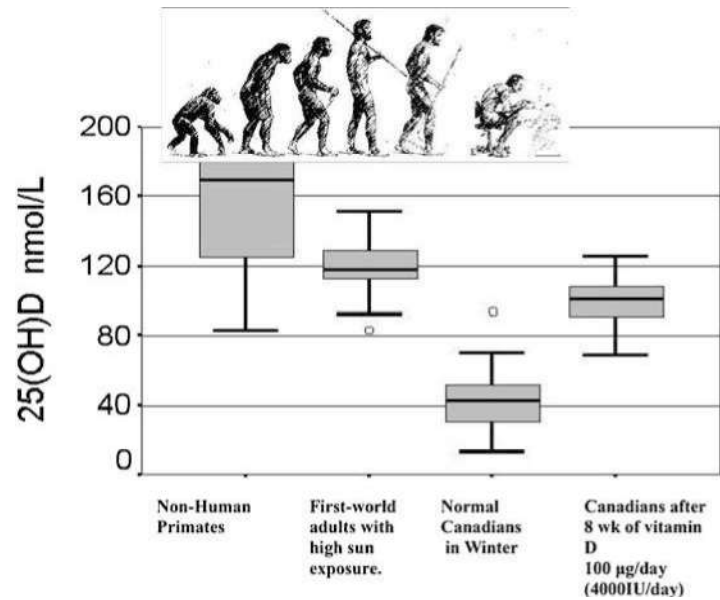 200
160
120
80
40
0
25(OH)D nmol/L
Non-Human
Primates
First-world
adults with
high sun
exposure.
Normal
Canadians
in Winter
Canadians after
8 wk of vitamin
D
100 µg/day
(4000IU/day)